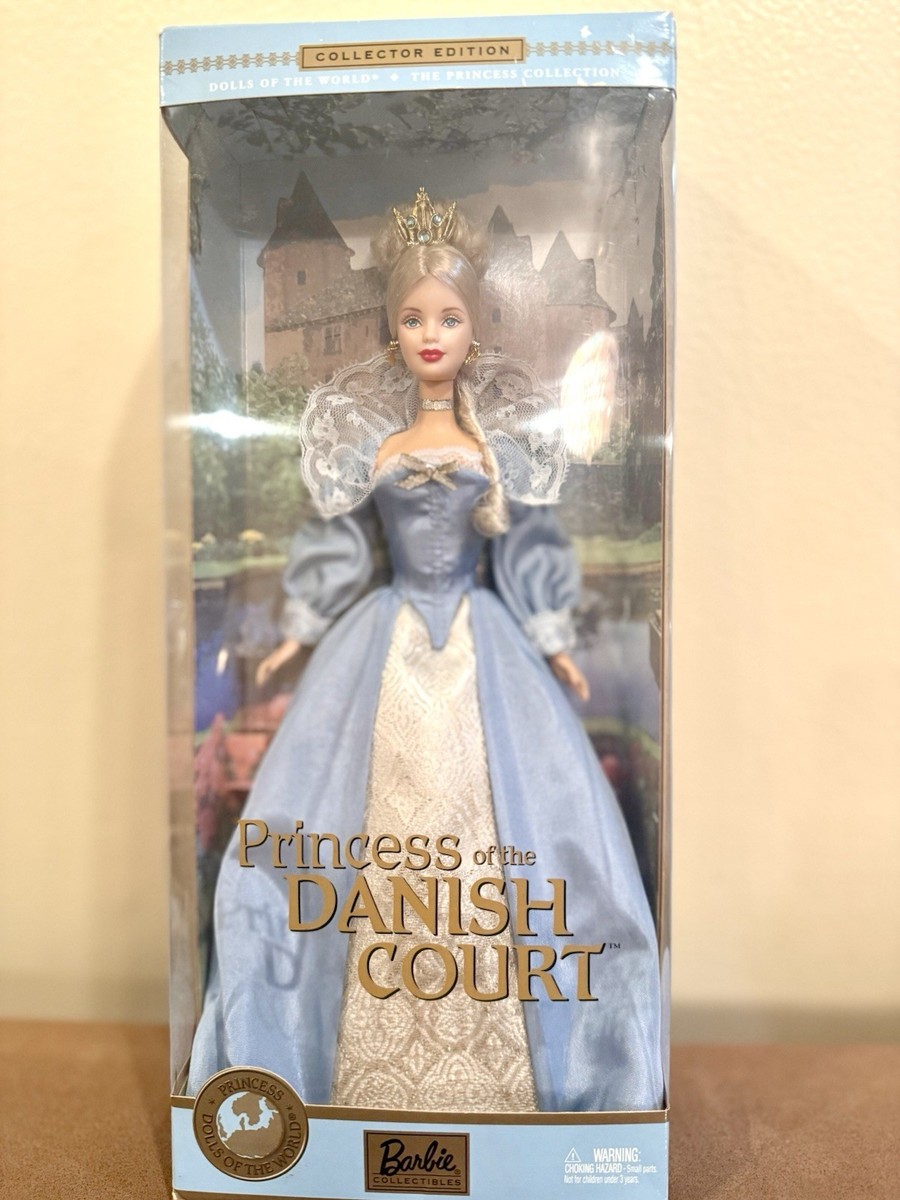 COLLECTOR EDITION
DOLLS OF THE WORLD® ✦ THE PRINCESS COLLECTION
Princess of the
DANISH
COURT™
PRINCESS
DOLLS OF THE WORLD®
Barbie®
COLLECTIBLES
⚠ WARNING:
CHOKING HAZARD - Small parts
Not for children under 3 years.